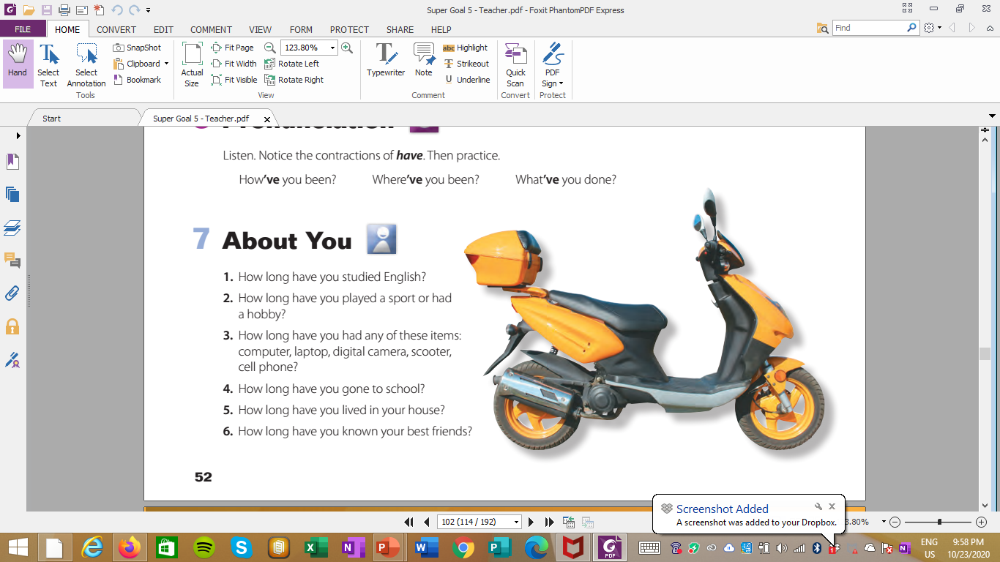 Super Goal 5 - Teacher.pdf - Foxit PhantomPDF Express
FILE HOME CONVERT EDIT COMMENT VIEW FORM PROTECT SHARE HELP
Find
Hand
Select
Text
Select
Annotation
SnapShot
Clipboard
Bookmark
Tools
Actual
Size
Fit Page
Fit Width
Fit Visible
123.80%
Rotate Left
Rotate Right
View
Typewriter
Note
Highlight
Strikeout
Underline
Comment
Quick
Scan
Convert
PDF
Sign
Protect
Start
Super Goal 5 - Teacher.pdf
Pronunciation
Listen. Notice the contractions of have. Then practice.
How've you been? Where've you been? What've you done?
7 About You
1. How long have you studied English?
2. How long have you played a sport or had
a hobby?
3. How long have you had any of these items:
computer, laptop, digital camera, scooter,
cell phone?
4. How long have you gone to school?
5. How long have you lived in your house?
6. How long have you known your best friends?
52
Screenshot Added
A screenshot was added to your Dropbox.
102 (114 / 192)
3.80%
PDF
ENG 9:58 PM
US 10/23/2020